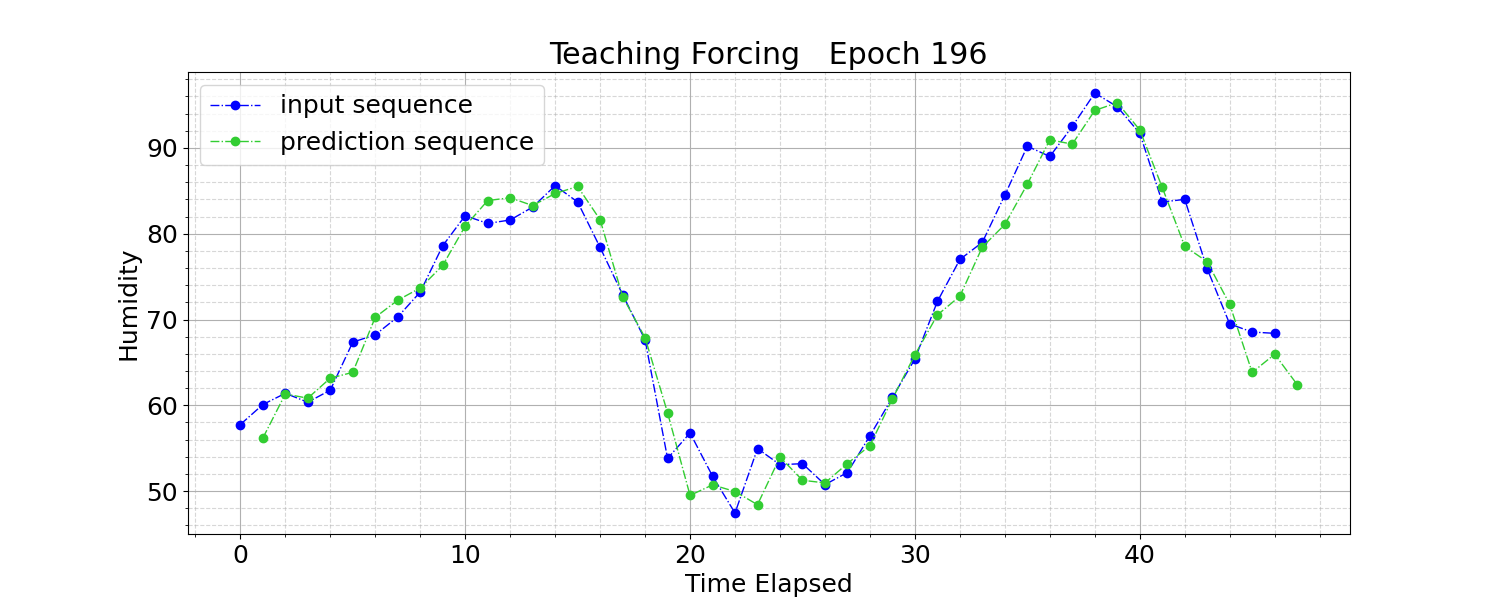 Teaching Forcing   Epoch 196
input sequence
prediction sequence
Humidity
90
80
70
60
50
0 10 20 30 40
Time Elapsed